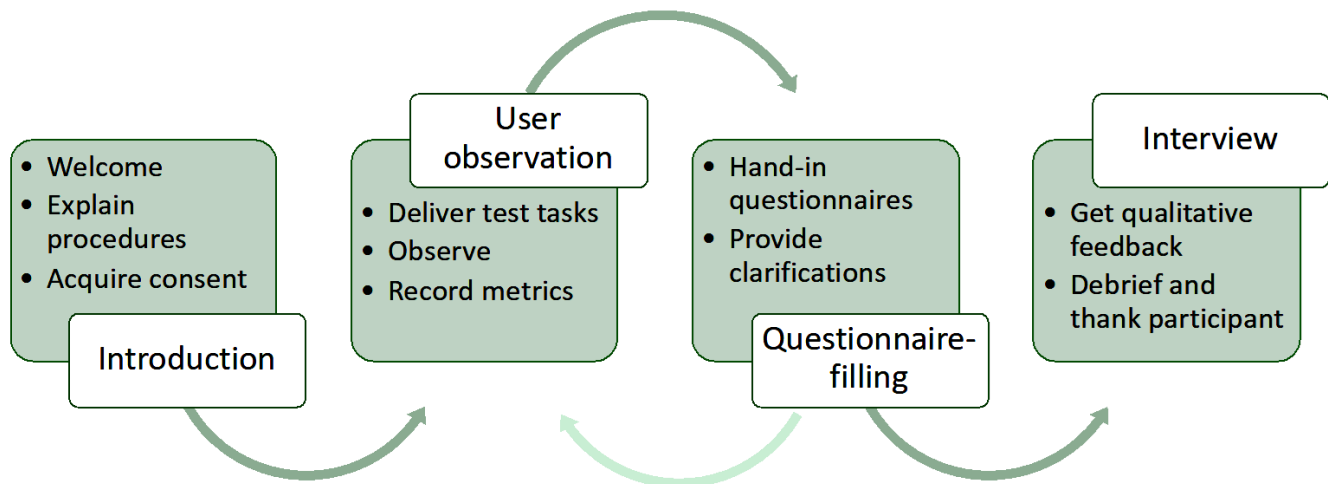 • Welcome
• Explain
procedures
• Acquire consent
Introduction
User
observation
• Deliver test tasks
• Observe
• Record metrics
• Hand-in
questionnaires
• Provide
clarifications
Questionnaire-
filling
Interview
• Get qualitative
feedback
• Debrief and
thank participant